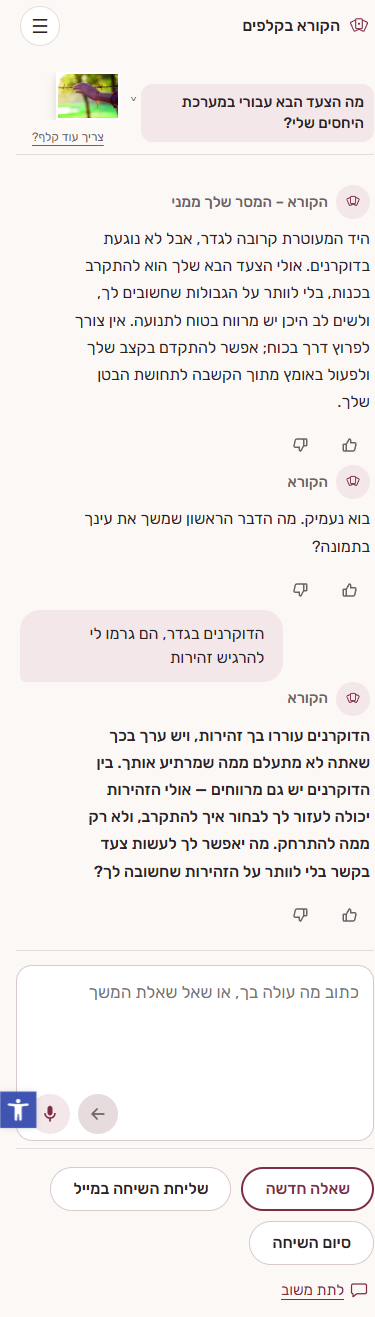 הקורא בקלפים
מה הצעד הבא עבורי במערכת
היחסים שלי?
צריך עוד קלף?
הקורא – המסר שלך ממני
היד המעוטרת קרובה לגדר, אבל לא נוגעת
בדוקרנים. אולי הצעד הבא שלך הוא להתקרב
בכנות, בלי לוותר על הגבולות שחשובים לך,
ולשים לב היכן יש מרווח בטוח לתנועה. אין צורך
לפרוץ דרך בכוח; אפשר להתקדם בקצב שלך
ולפעול באומץ מתוך הקשבה לתחושת הבטן
שלך.
הקורא
בוא נעמיק. מה הדבר הראשון שמשך את עינך
בתמונה?
הדוקרנים בגדר, הם גרמו לי
להרגיש זהירות
הקורא
הדוקרנים עוררו בך זהירות, ויש ערך בכך
שאתה לא מתעלם ממה שמרתיע אותך. בין
הדוקרנים יש גם מרווחים — אולי הזהירות
יכולה לעזור לך לבחור איך להתקרב, ולא רק
ממה להתרחק. מה יאפשר לך לעשות צעד
בקשר בלי לוותר על הזהירות שחשובה לך?
כתוב מה עולה בך, או שאל שאלת המשך
שאלה חדשה
שליחת השיחה במייל
סיום השיחה
לתת משוב